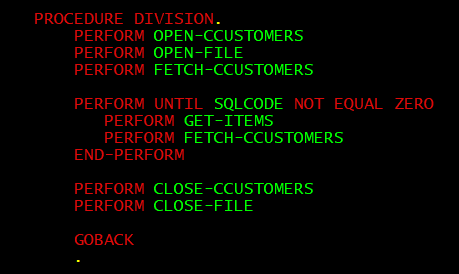 PROCEDURE DIVISION.
PERFORM OPEN-CCUSTOMERS
PERFORM OPEN-FILE
PERFORM FETCH-CCUSTOMERS
PERFORM UNTIL SQLCODE NOT EQUAL ZERO
PERFORM GET-ITEMS
PERFORM FETCH-CCUSTOMERS
END-PERFORM
PERFORM CLOSE-CCUSTOMERS
PERFORM CLOSE-FILE
GOBACK
.